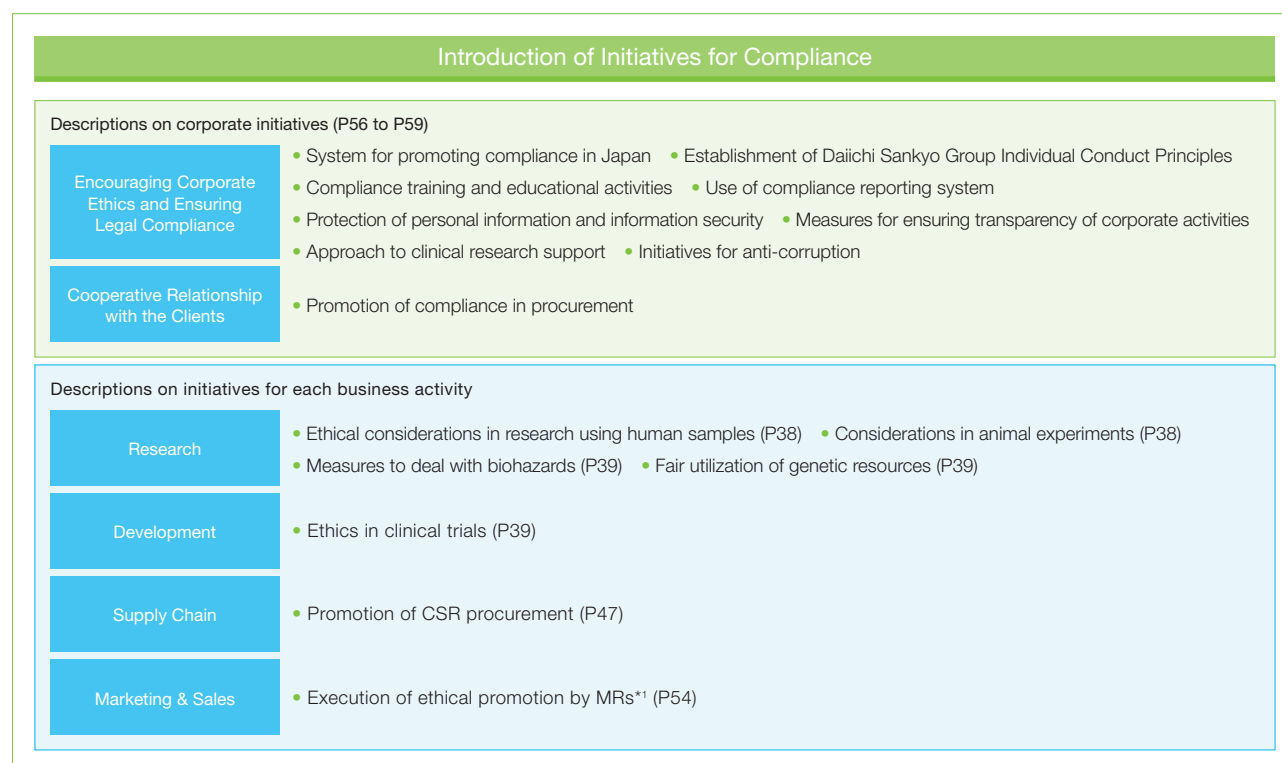 Introduction of Initiatives for Compliance
Descriptions on corporate initiatives (P56 to P59)
Encouraging Corporate
Ethics and Ensuring
Legal Compliance
• System for promoting compliance in Japan • Establishment of Daiichi Sankyo Group Individual Conduct Principles
• Compliance training and educational activities • Use of compliance reporting system
• Protection of personal information and information security • Measures for ensuring transparency of corporate activities
• Approach to clinical research support • Initiatives for anti-corruption
Cooperative Relationship
with the Clients
• Promotion of compliance in procurement
Descriptions on initiatives for each business activity
Research
• Ethical considerations in research using human samples (P38) • Considerations in animal experiments (P38)
• Measures to deal with biohazards (P39) • Fair utilization of genetic resources (P39)
Development
• Ethics in clinical trials (P39)
Supply Chain
• Promotion of CSR procurement (P47)
Marketing & Sales
• Execution of ethical promotion by MRs*1 (P54)